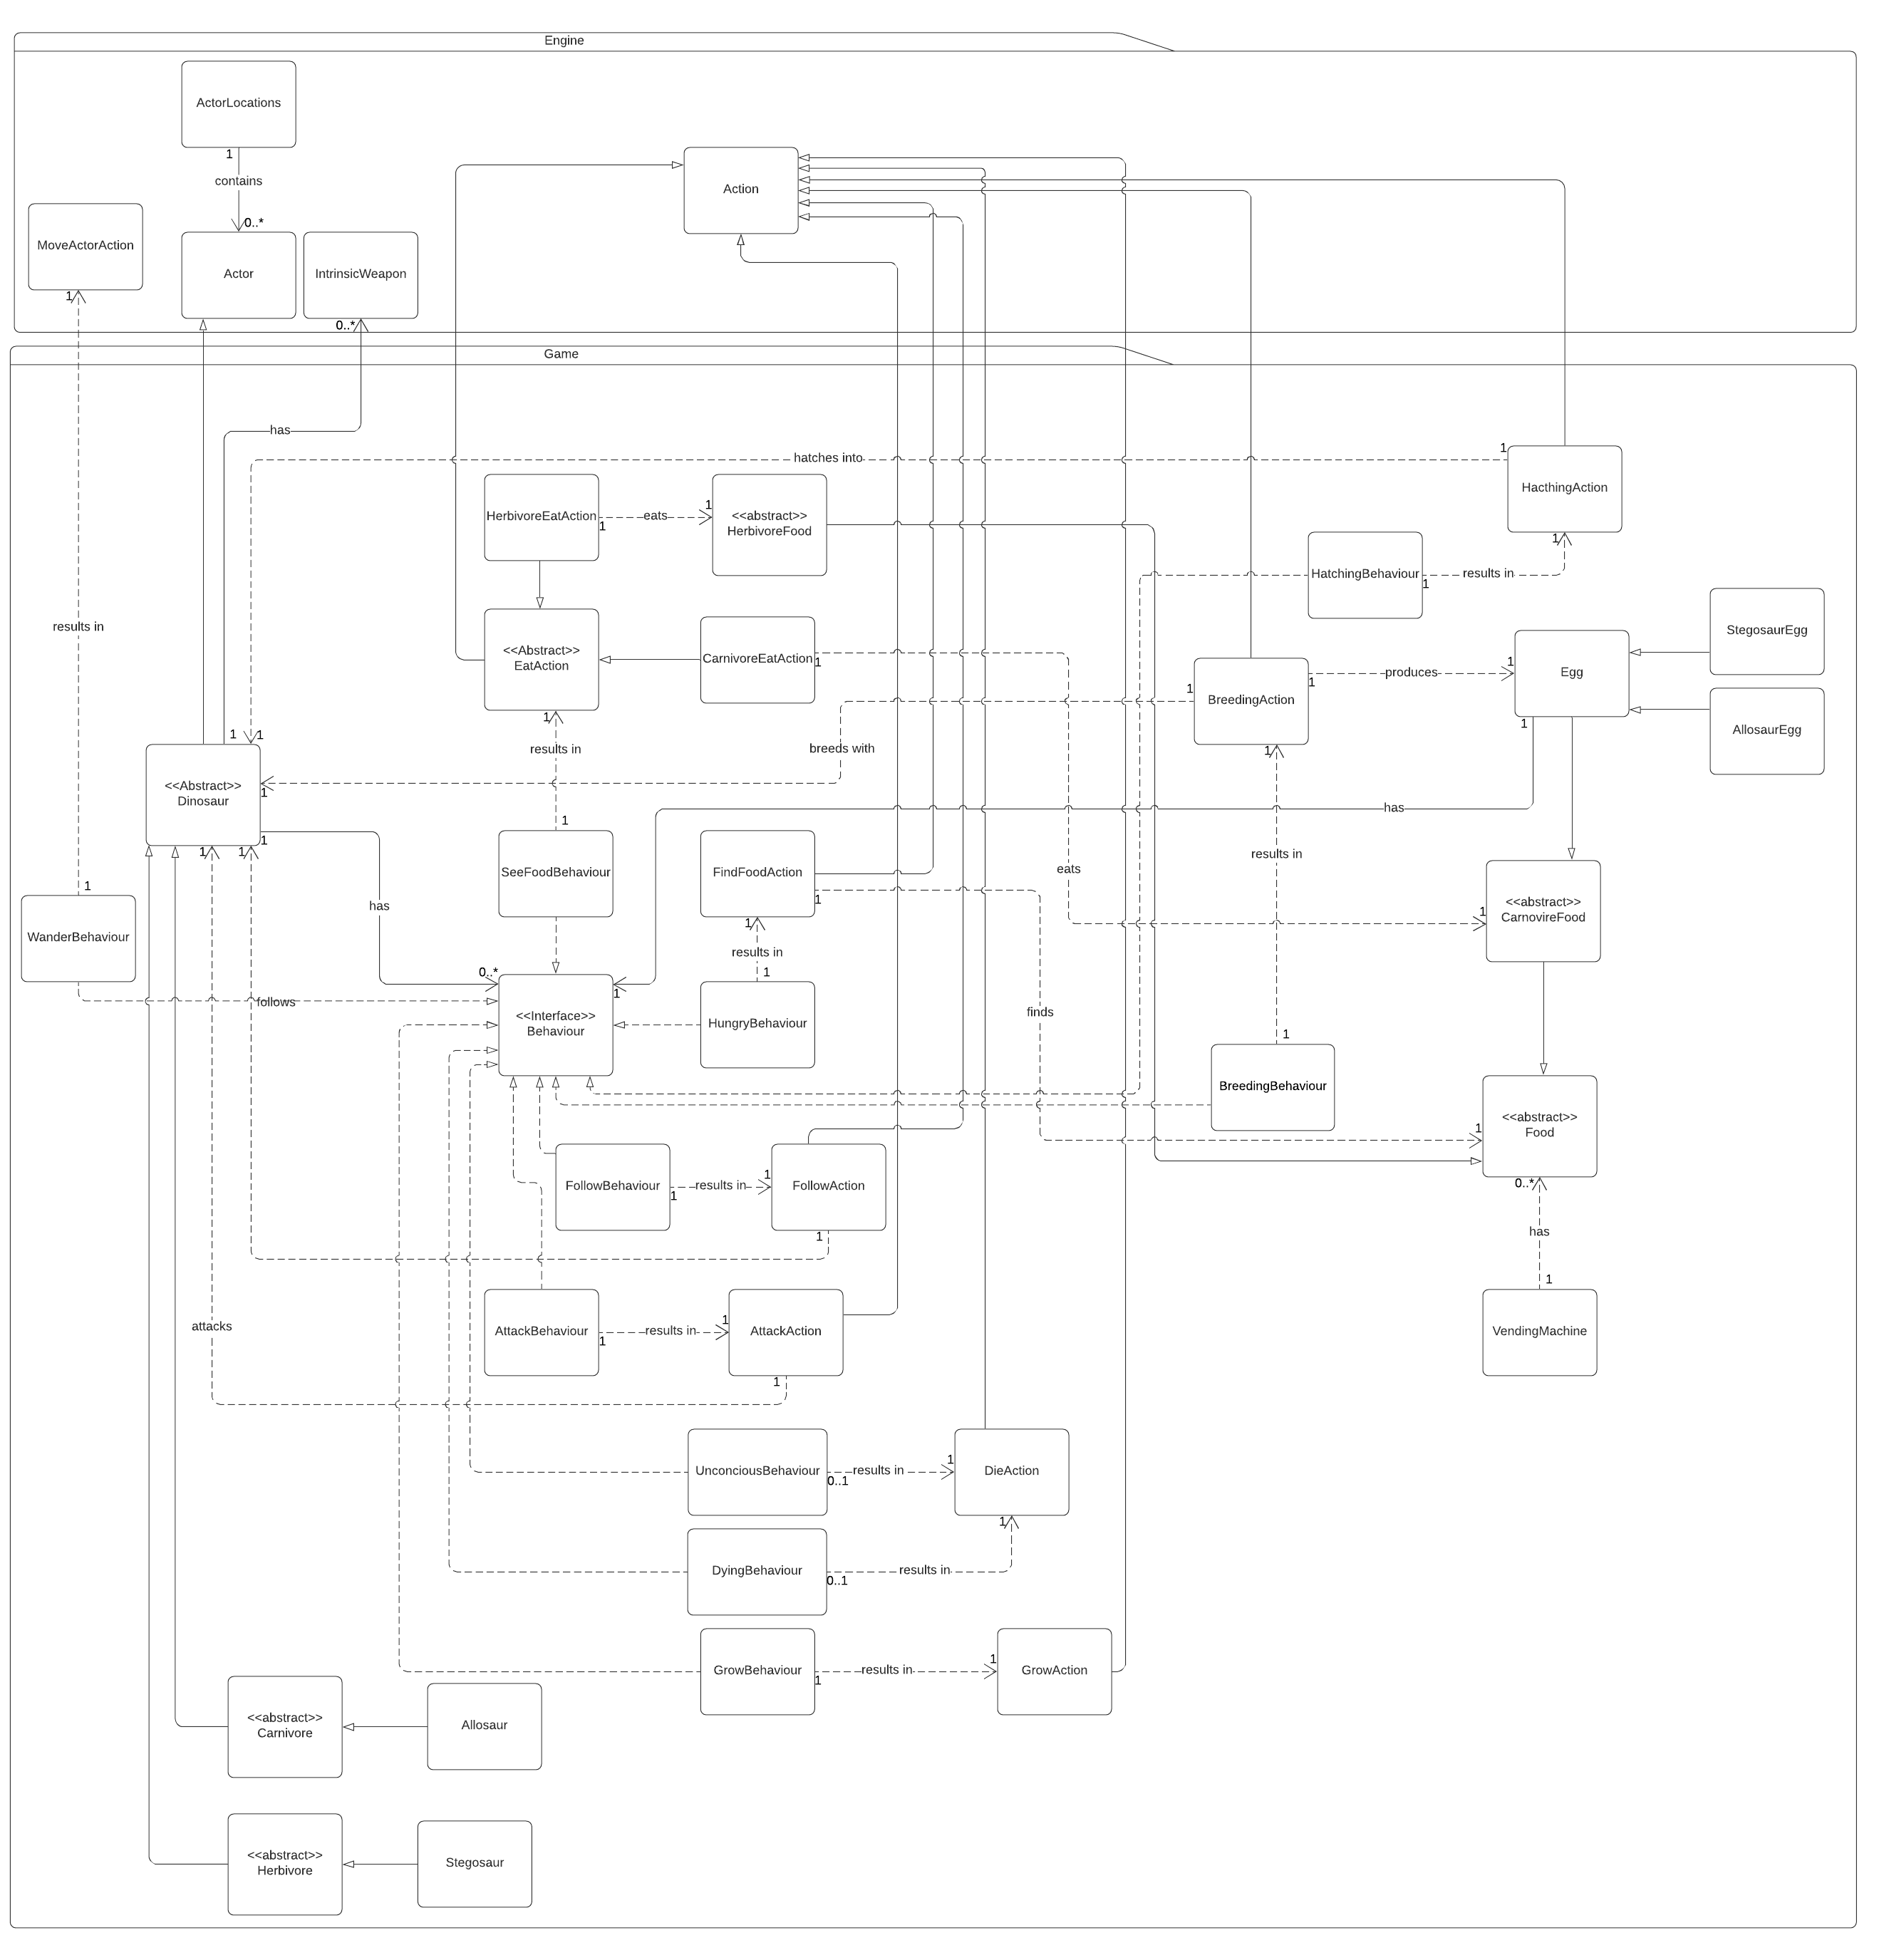 Engine
ActorLocations
1
contains
0..*
MoveActorAction
1
Actor
IntrinsicWeapon
0..*
Action
Game
has
hatches into
1
HerbivoreEatAction
1
eats
1
<<abstract>>
HerbivoreFood
HacthingAction
1
HatchingBehaviour
1
results in
results in
<<Abstract>>
EatAction
1
CarnivoreEatAction
1
StegosaurEgg
Egg
1
1
produces
1
BreedingAction
1
1
AllosaurEgg
1
1
1
results in
breeds with
<<Abstract>>
Dinosaur
1
1
has
1
SeeFoodBehaviour
FindFoodAction
1
1
results in
eats
1
<<abstract>>
CarnovireFood
1
1
1
WanderBehaviour
has
results in
1
0..*
follows
<<Interface>>
Behaviour
1
HungryBehaviour
finds
1
BreedingBehaviour
<<abstract>>
Food
1
0..*
FollowBehaviour
1
results in
1
FollowAction
1
has
1
VendingMachine
attacks
AttackBehaviour
1
results in
1
AttackAction
1
UnconciousBehaviour
0..1
results in
1
DieAction
1
DyingBehaviour
0..1
results in
GrowBehaviour
1
results in
1
GrowAction
<<abstract>>
Carnivore
Allosaur
<<abstract>>
Herbivore
Stegosaur